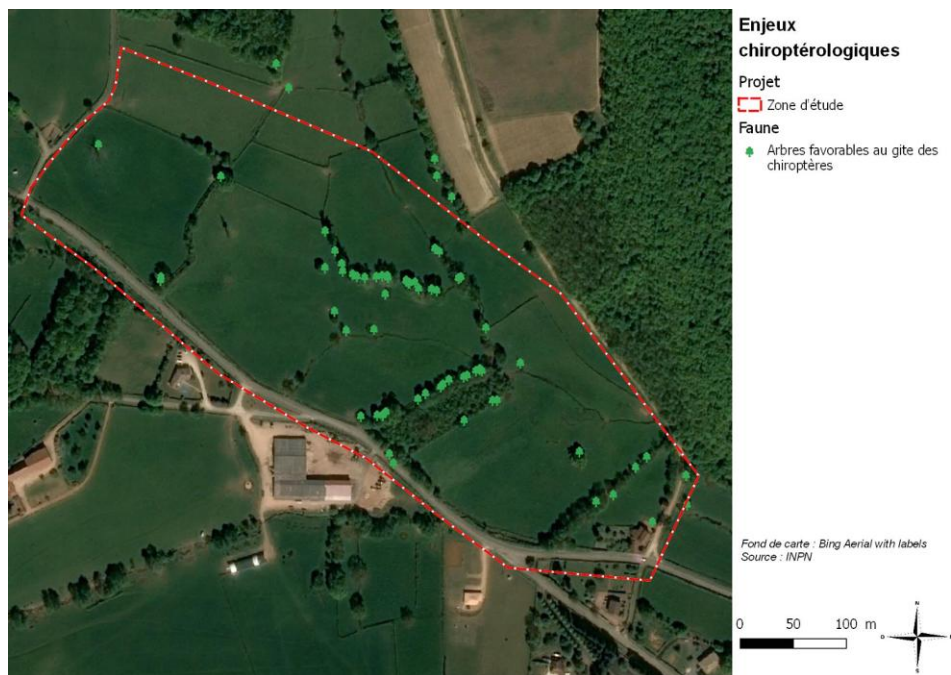 Enjeux
chiroptérologiques
Projet
Zone d'étude
Faune
Arbres favorables au gite des
chiroptères
Fond de carte : Bing Aerial with labels
Source : INPN
0 50 100 m
N
O E
S